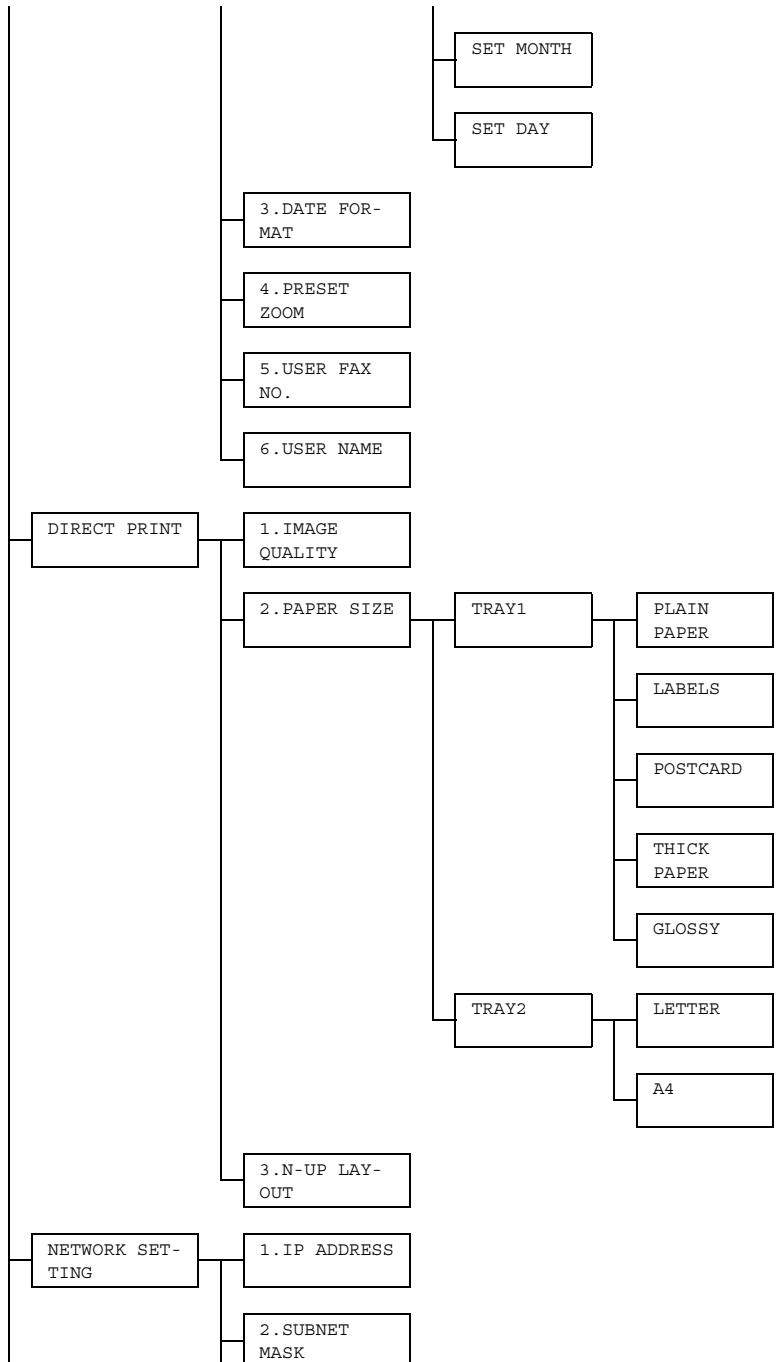 SET MONTH
SET DAY
3.DATE FOR-
MAT
4.PRESET
ZOOM
5.USER FAX
NO.
6.USER NAME
DIRECT PRINT
1.IMAGE
QUALITY
2.PAPER SIZE
TRAY1
PLAIN
PAPER
LABELS
POSTCARD
THICK
PAPER
GLOSSY
TRAY2
LETTER
A4
3.N-UP LAY-
OUT
NETWORK SET-
TING
1.IP ADDRESS
2.SUBNET
MASK